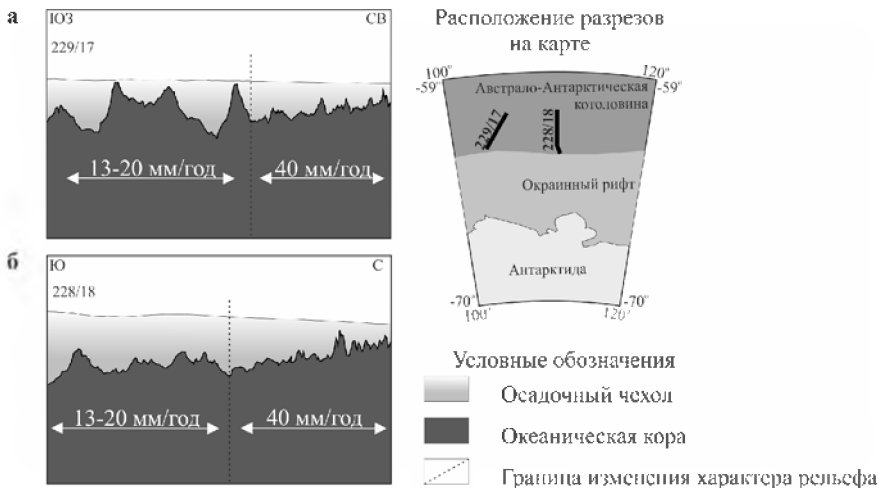 а
ЮЗ СВ
229/17
13-20 мм/год 40 мм/год
б
Ю С
228/18
13-20 мм/год 40 мм/год
Расположение разрезов
на карте
100° 120°
-59° -59°
Австрало-Антарктическая
котоловина
229/17
228/18
Окраинный рифт
Антарктида
-70° -70°
100° 120°
Условные обозначения
Осадочный чехол
Океаническая кора
Граница изменения характера рельефа